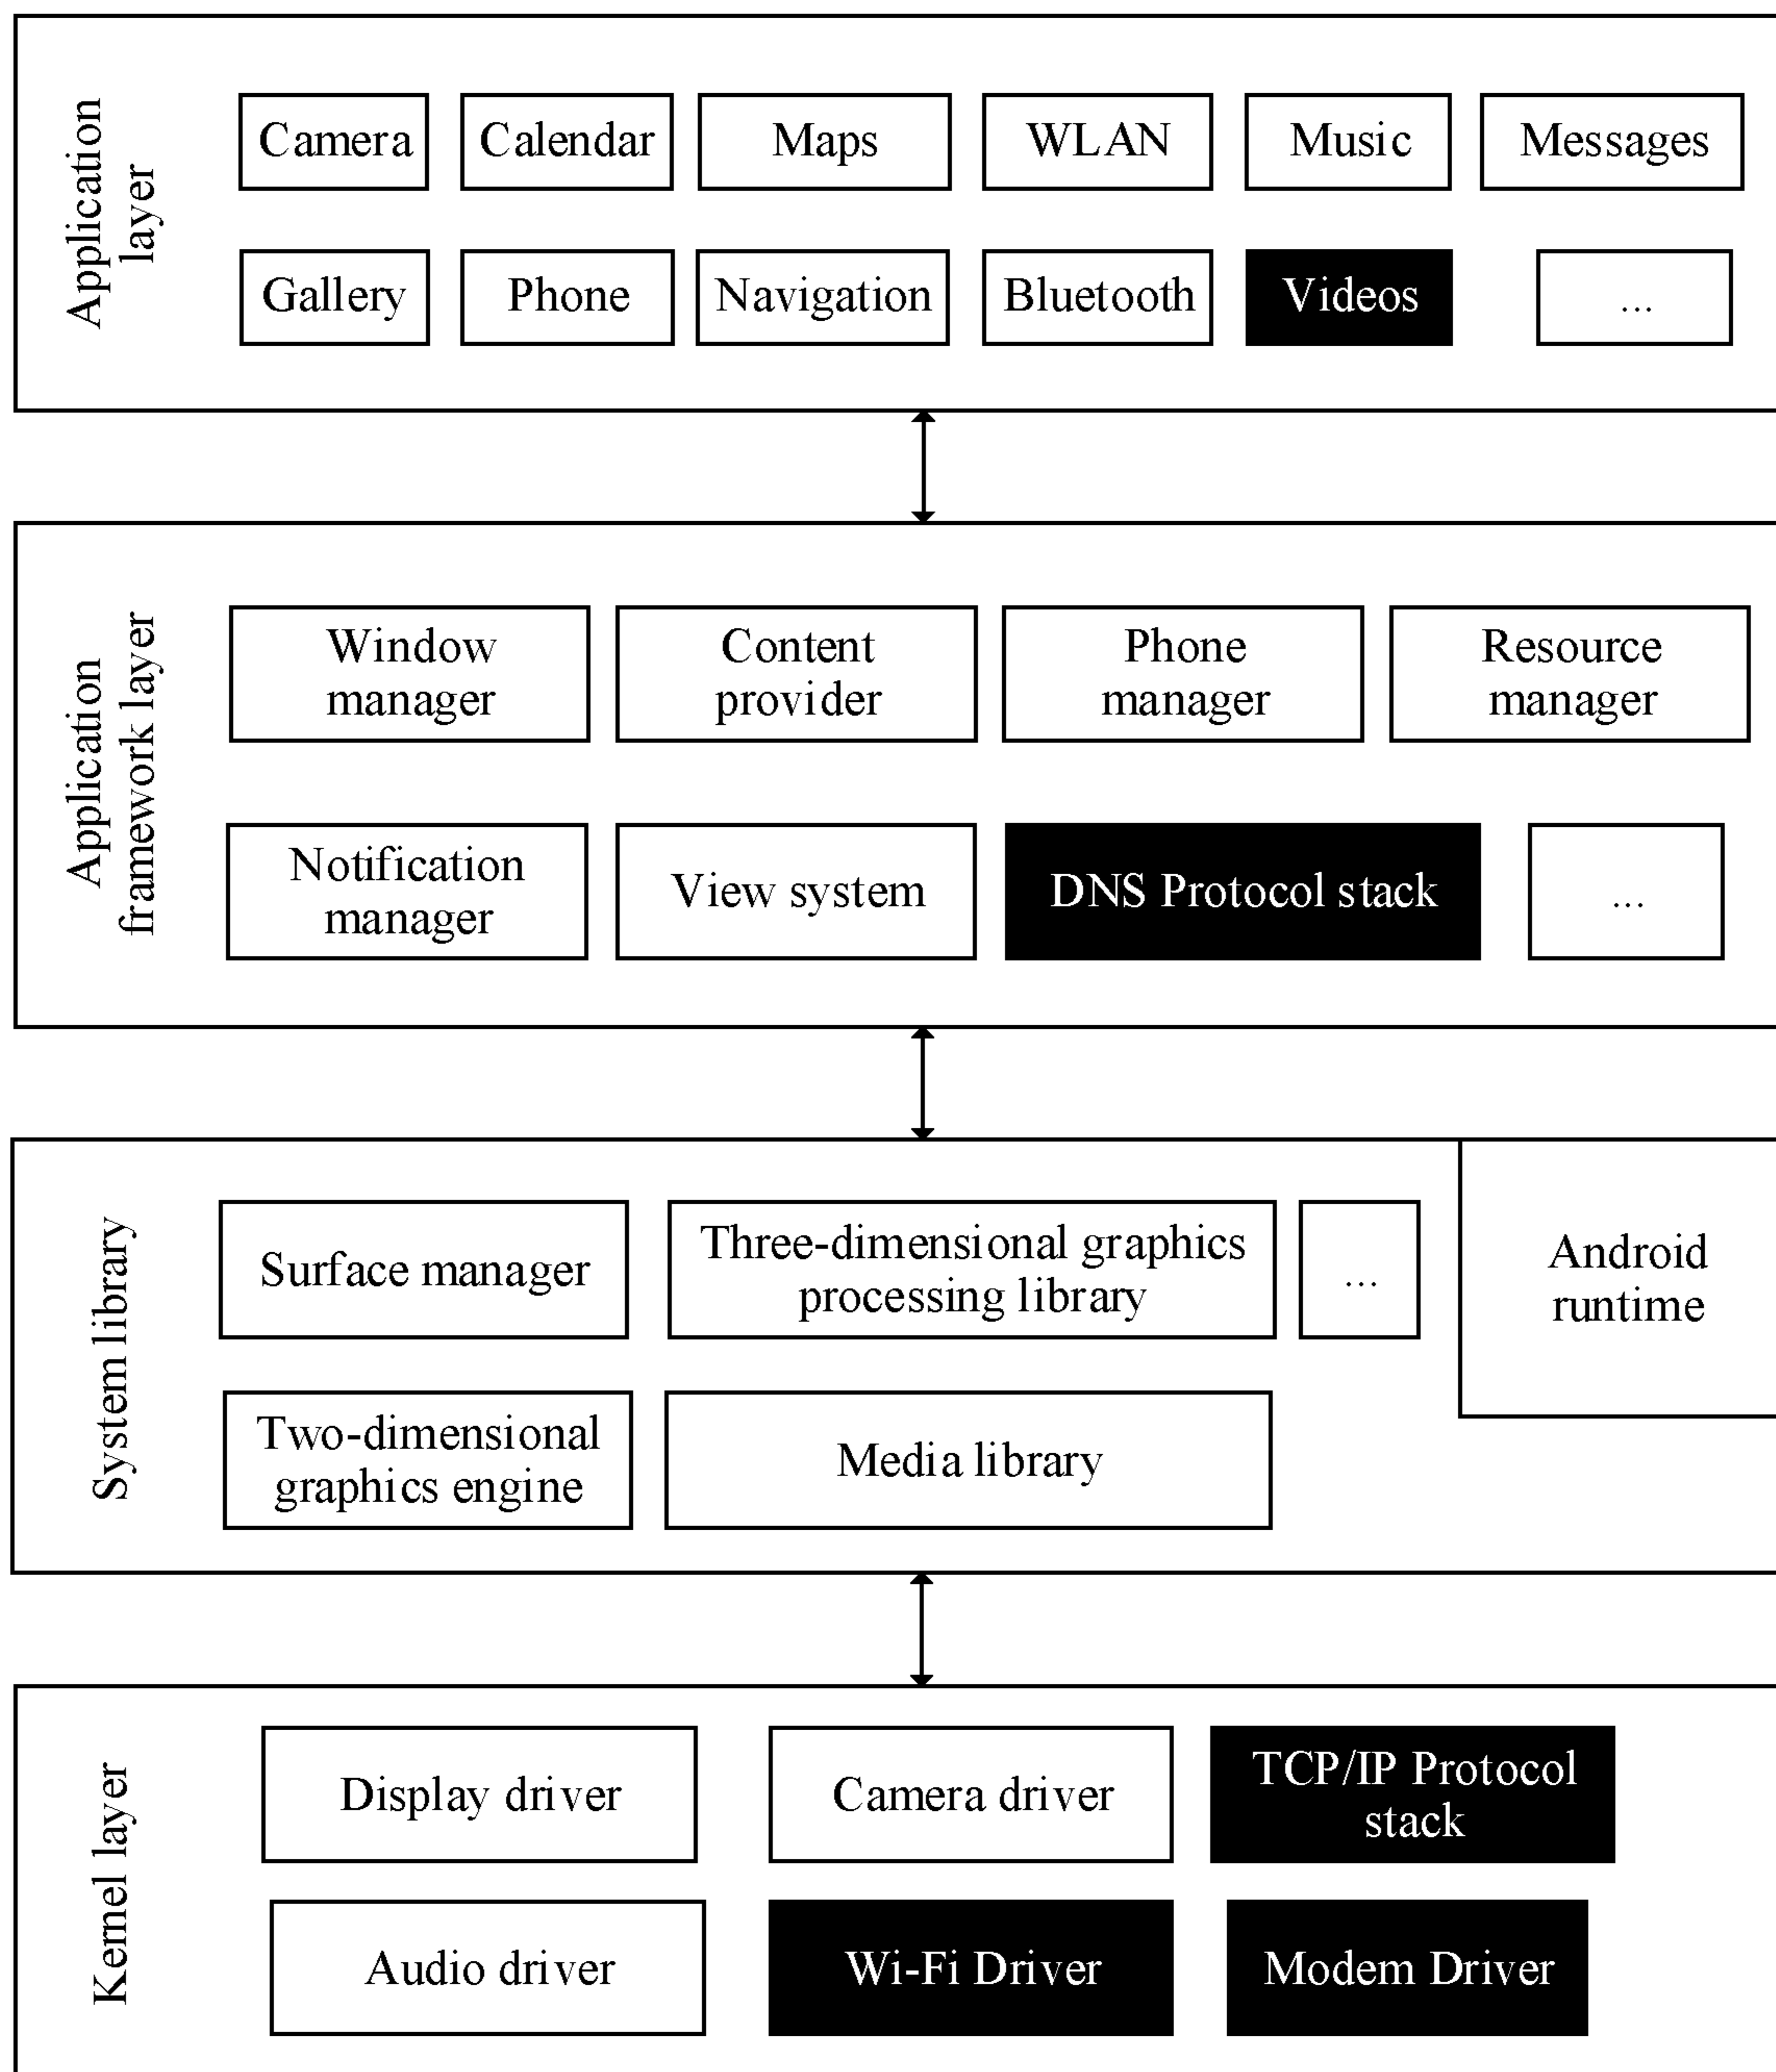 Application
layer
Camera
Calendar
Maps
WLAN
Music
Messages
Gallery
Phone
Navigation
Bluetooth
Videos
...
Application
framework layer
Window
manager
Content
provider
Phone
manager
Resource
manager
Notification
manager
View system
DNS Protocol stack
...
System library
Surface manager
Three-dimensional graphics
processing library
...
Android
runtime
Two-dimensional
graphics engine
Media library
Kernel layer
Display driver
Camera driver
TCP/IP Protocol
stack
Audio driver
Wi-Fi Driver
Modem Driver